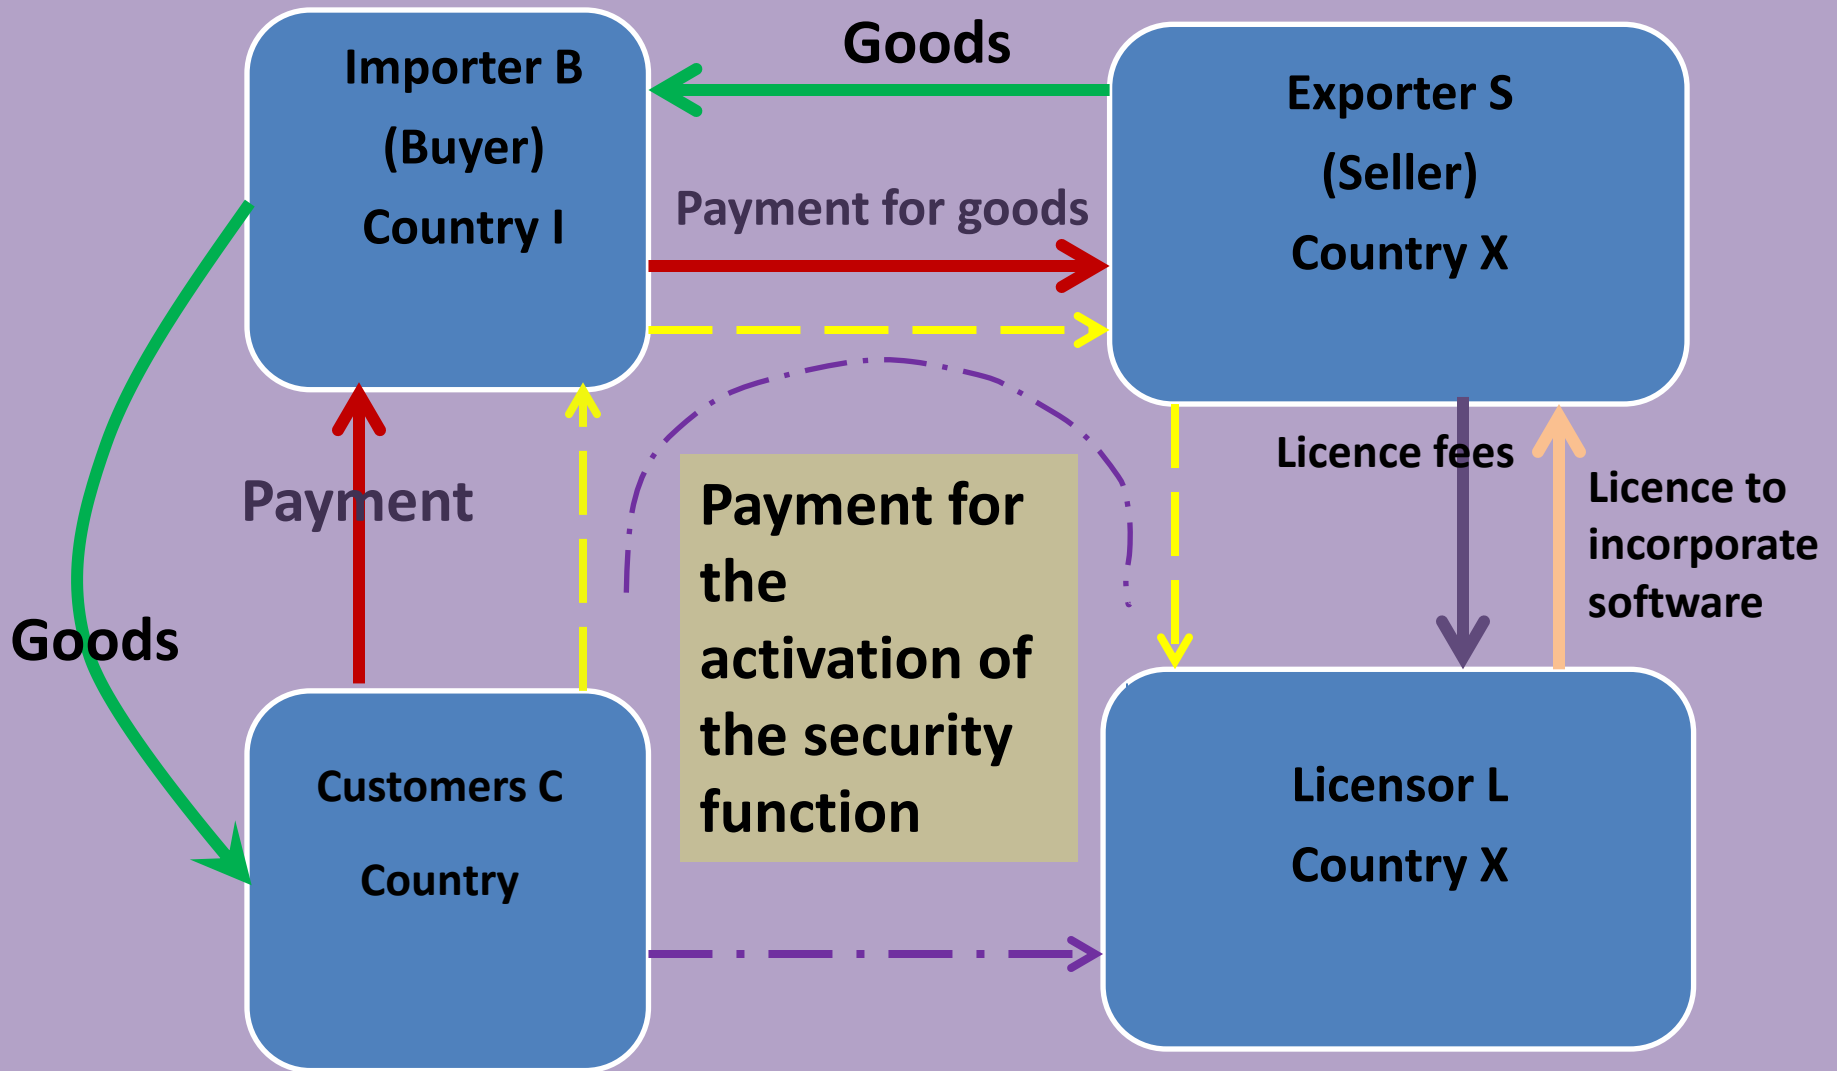 Importer B
(Buyer)
Country I
Goods
Exporter S
(Seller)
Country X
Payment for goods
Payment
Goods
Payment for
the
activation of
the security
function
Licence fees
Licence to
incorporate
software
Customers C
Country
Licensor L
Country X